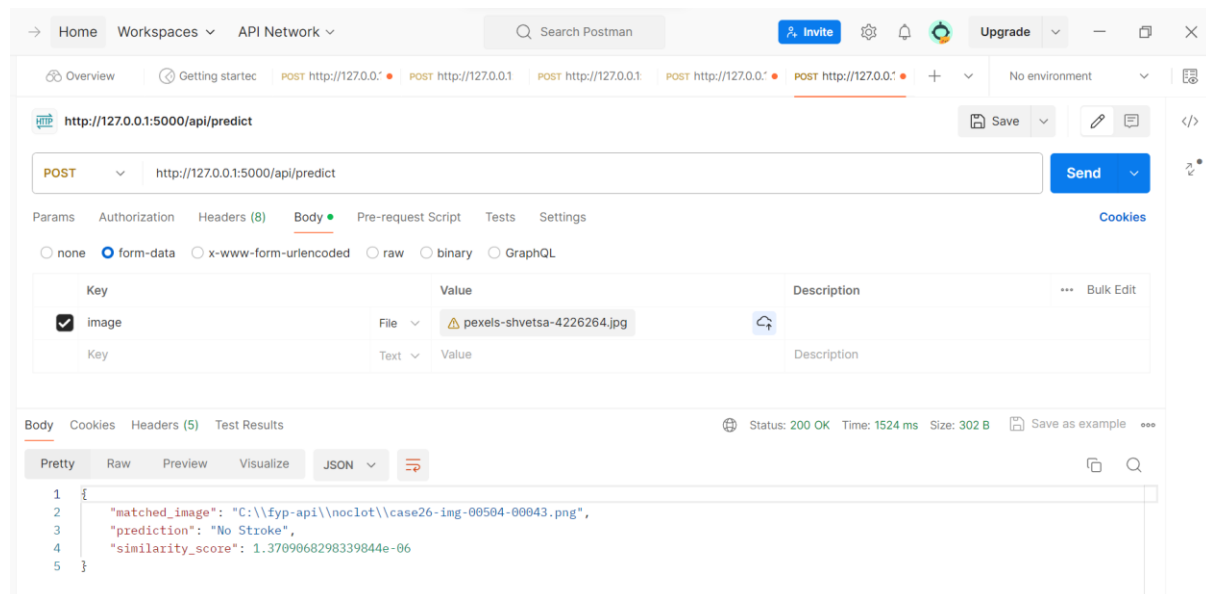 Home Workspaces API Network Search Postman Invite Upgrade
Overview Getting startec POST http://127.0.0.' POST http://127.0.0.1 POST http://127.0.0.1: POST http://127.0.0.' POST http://127.0.0.' No environment
HTTP http://127.0.0.1:5000/api/predict Save
POST http://127.0.0.1:5000/api/predict Send
Params Authorization Headers (8) Body Pre-request Script Tests Settings Cookies
none form-data x-www-form-urlencoded raw binary GraphQL
Key Value Description Bulk Edit
image File pexels-shvetsa-4226264.jpg
Key Text Value Description
Body Cookies Headers (5) Test Results Status: 200 OK Time: 1524 ms Size: 302 B Save as example
Pretty Raw Preview Visualize JSON
1 {
2 "matched_image": "C:\\fyp-api\\noclot\\case26-img-00504-00043.png",
3 "prediction": "No Stroke",
4 "similarity_score": 1.3709068298339844e-06
5 }